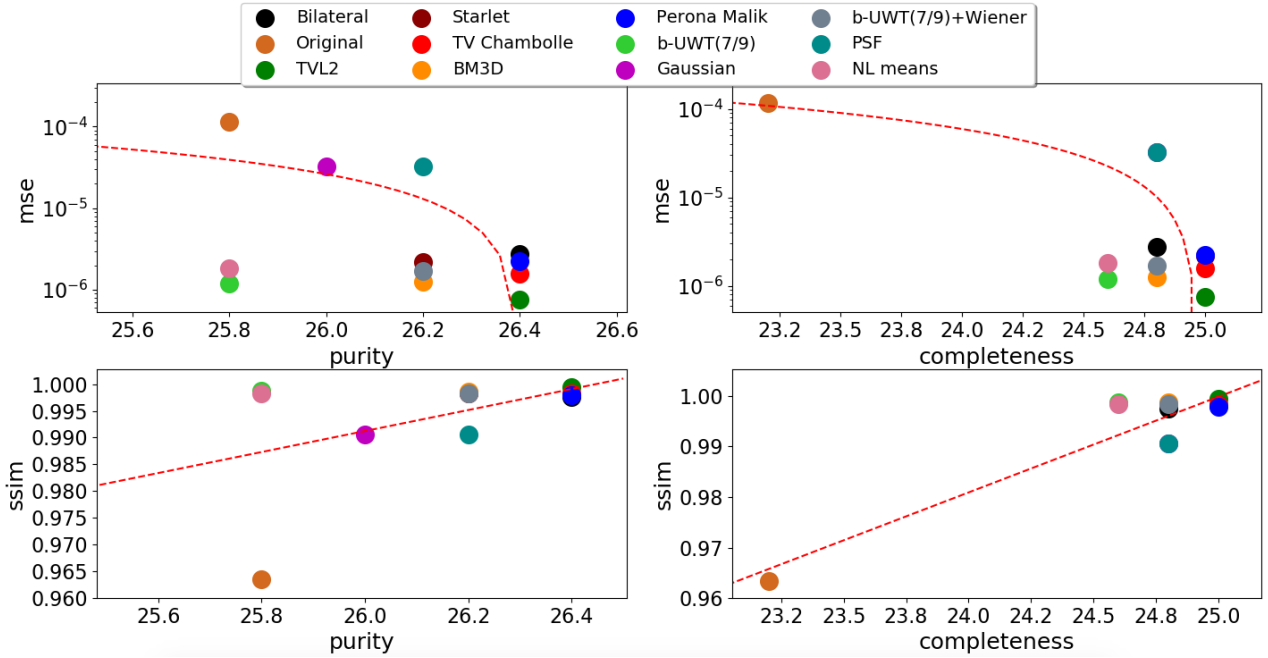 Bilateral Starlet Perona Malik b-UWT(7/9)+Wiener
Original TV Chambolle b-UWT(7/9) PSF
TVL2 BM3D Gaussian NL means
10⁻⁴
10⁻⁵
10⁻⁶
mse
25.6 25.8 26.0 26.2 26.4 26.6
purity
10⁻⁴
10⁻⁵
10⁻⁶
mse
23.2 23.5 23.8 24.0 24.2 24.5 24.8 25.0
completeness
1.000
0.995
0.990
0.985
0.980
0.975
0.970
0.965
0.960
ssim
25.6 25.8 26.0 26.2 26.4
purity
1.00
0.99
0.98
0.97
0.96
ssim
23.2 23.5 23.8 24.0 24.2 24.5 24.8 25.0
completeness